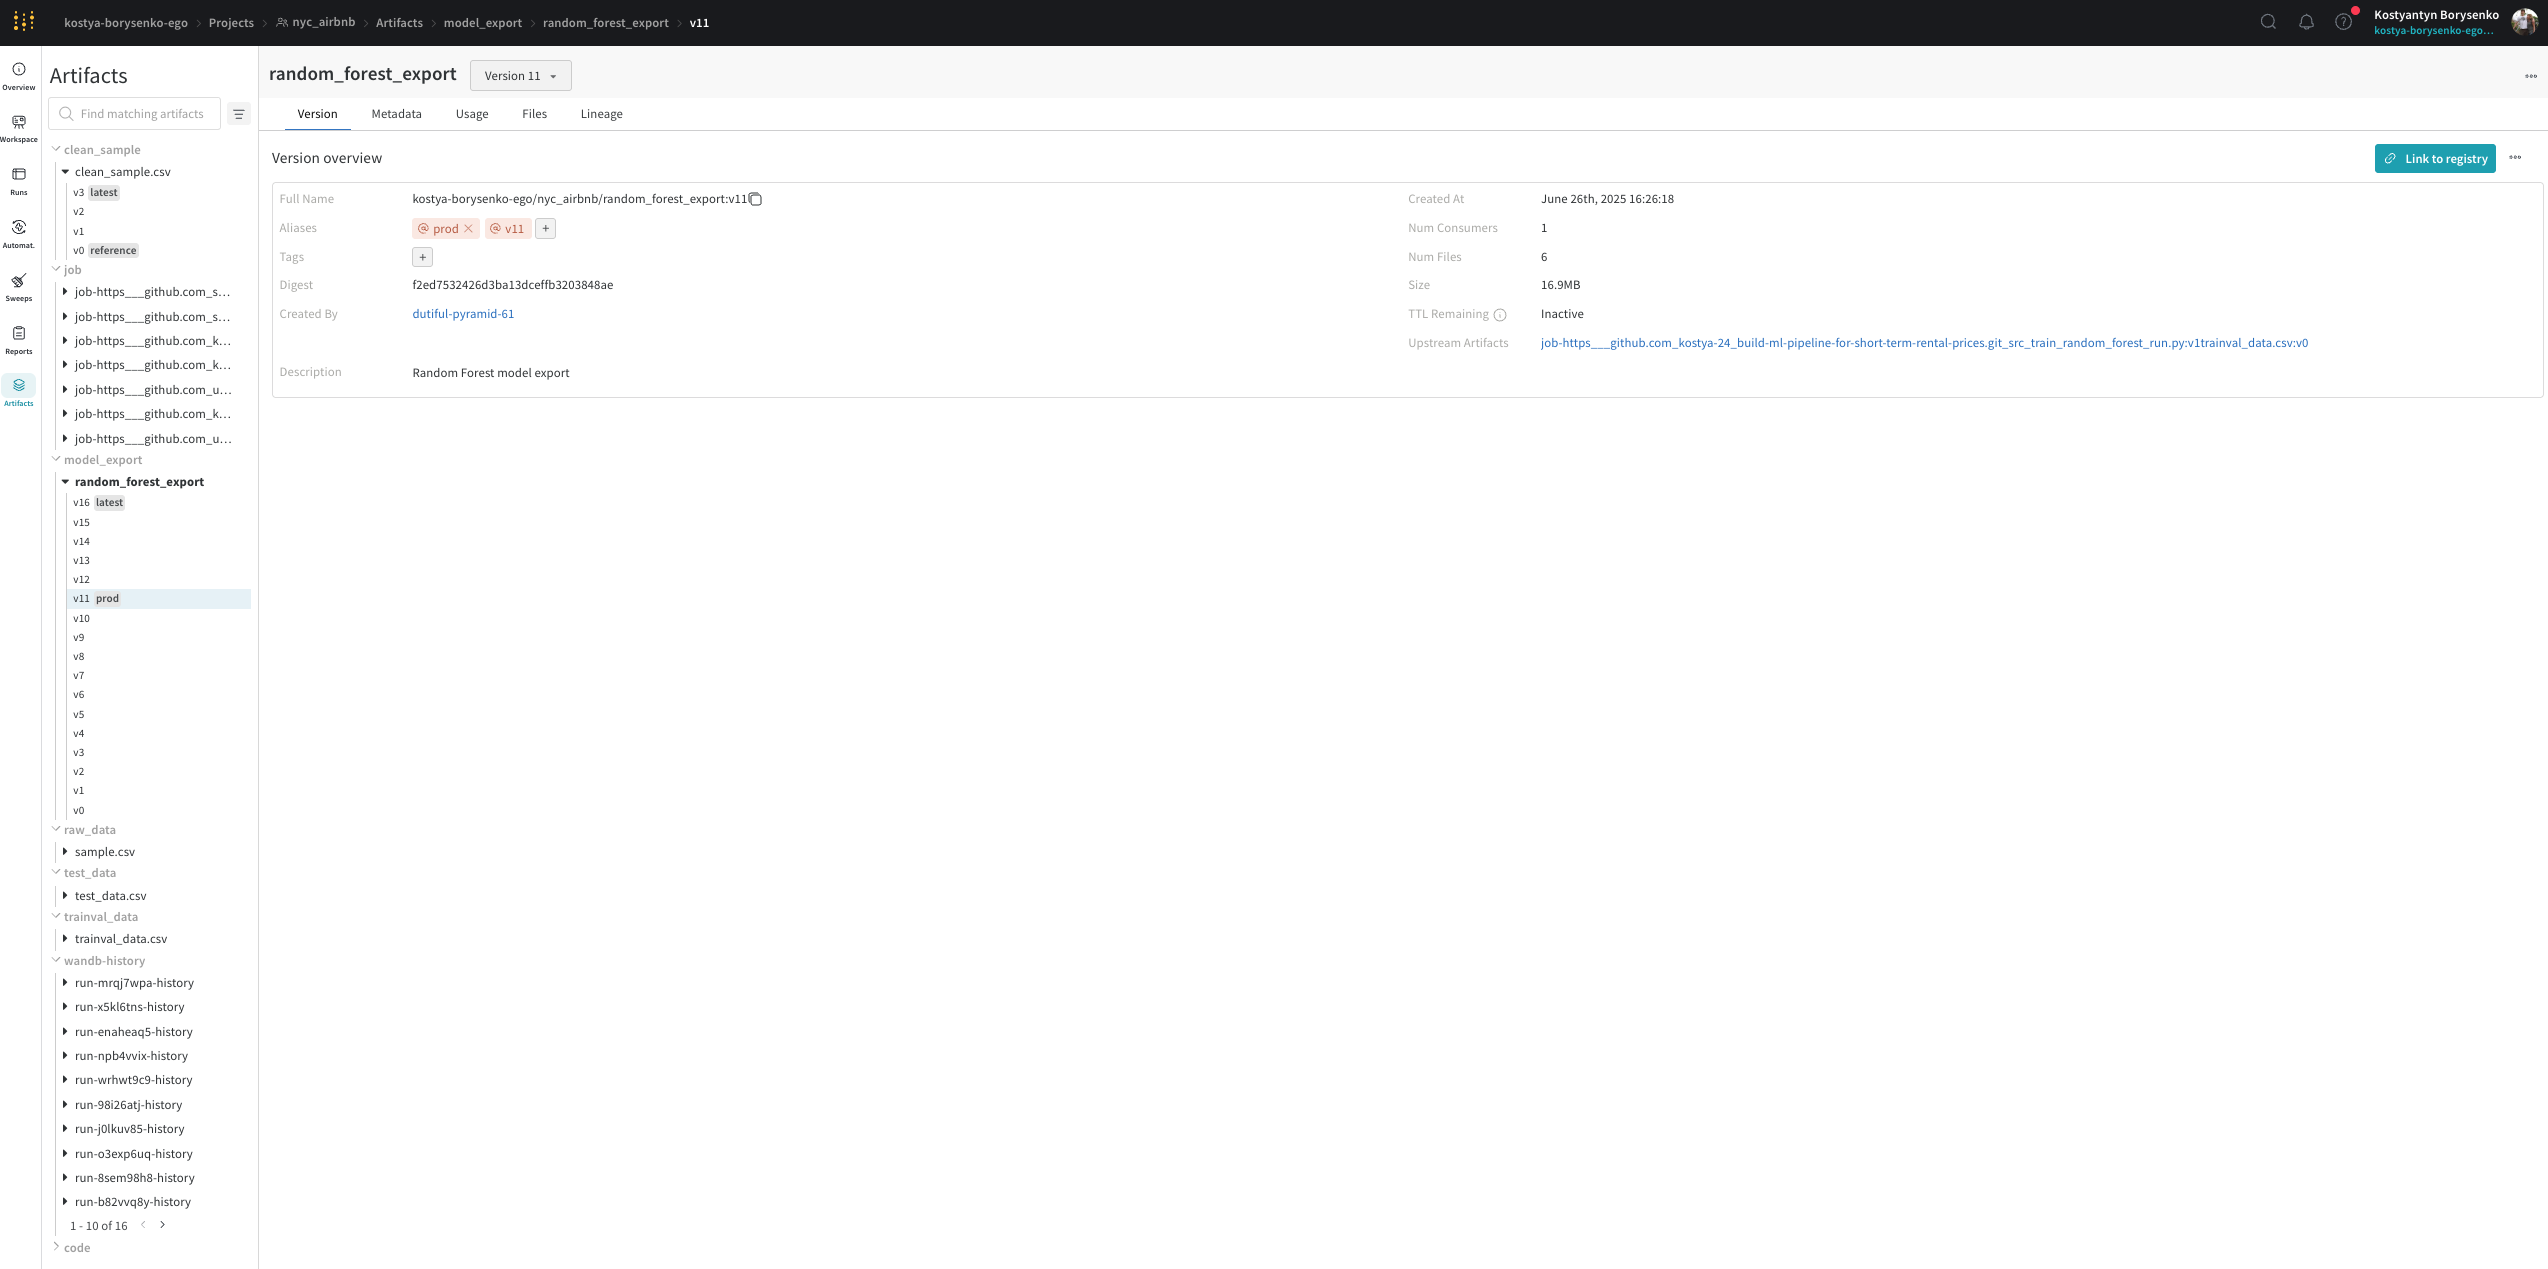 kostya-borysenko-ego > Projects > nyc_airbnb > Artifacts > model_export > random_forest_export > v11
Kostyantyn Borysenko
kostya-borysenko-ego...
Overview
Workspace
Runs
Automat.
Sweeps
Reports
Artifacts
Artifacts
Find matching artifacts
clean_sample
clean_sample.csv
v3 latest
v2
v1
v0 reference
job
job-https___github.com_s...
job-https___github.com_s...
job-https___github.com_k...
job-https___github.com_k...
job-https___github.com_u...
job-https___github.com_k...
job-https___github.com_u...
model_export
random_forest_export
v16 latest
v15
v14
v13
v12
v11 prod
v10
v9
v8
v7
v6
v5
v4
v3
v2
v1
v0
raw_data
sample.csv
test_data
test_data.csv
trainval_data
trainval_data.csv
wandb-history
run-mrqj7wpa-history
run-x5kl6tns-history
run-enaheaq5-history
run-npb4vvix-history
run-wrhwt9c9-history
run-98i26atj-history
run-j0lkuv85-history
run-o3exp6uq-history
run-8sem98h8-history
run-b82vvq8y-history
1 - 10 of 16
code
random_forest_export Version 11
Version Metadata Usage Files Lineage
Version overview
Link to registry
Full Name kostya-borysenko-ego/nyc_airbnb/random_forest_export:v11
Aliases @ prod @ v11 +
Tags +
Digest f2ed7532426d3ba13dceffb3203848ae
Created By dutiful-pyramid-61
Description Random Forest model export
Created At June 26th, 2025 16:26:18
Num Consumers 1
Num Files 6
Size 16.9MB
TTL Remaining Inactive
Upstream Artifacts job-https___github.com_kostya-24_build-ml-pipeline-for-short-term-rental-prices.git_src_train_random_forest_run.py:v1trainval_data.csv:v0